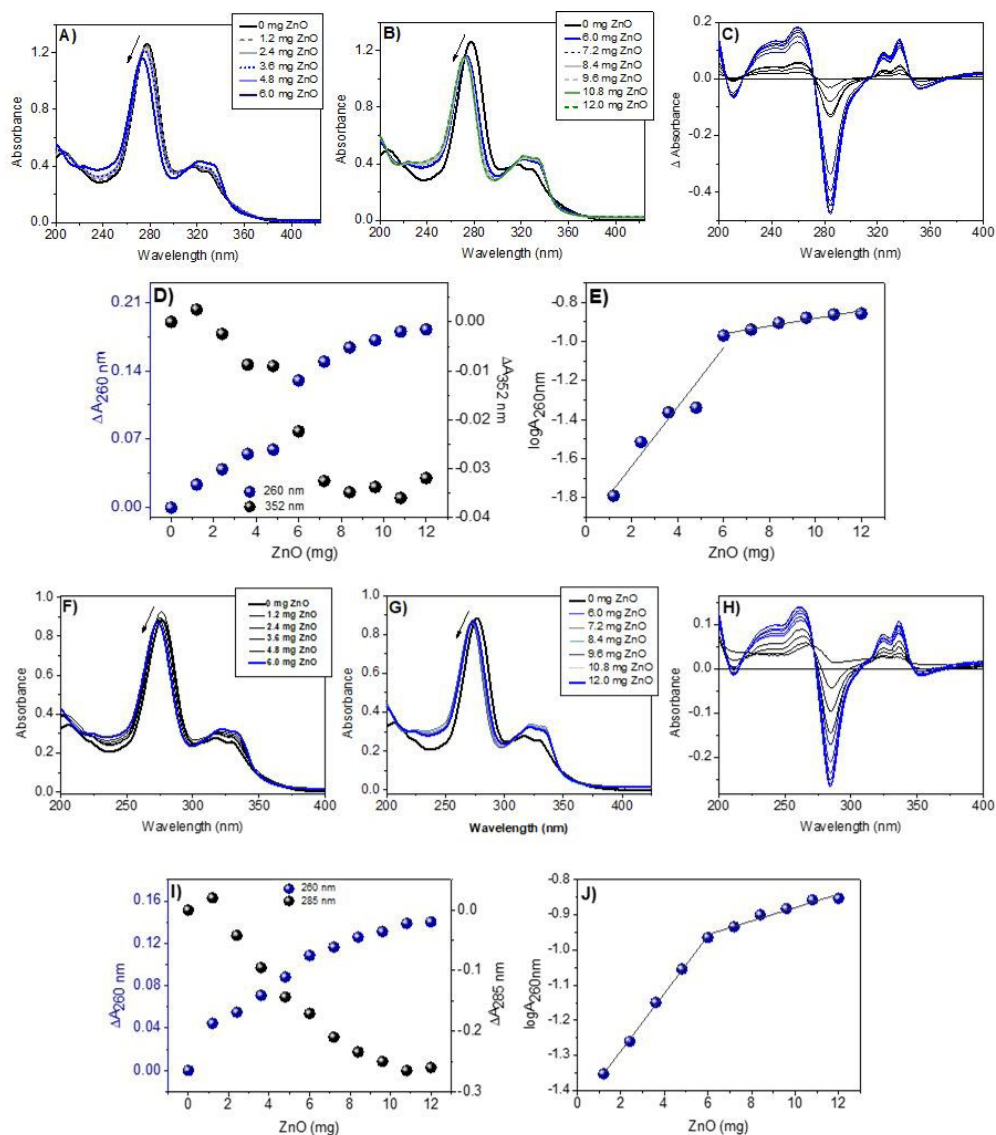 A)
0 mg ZnO
1.2 mg ZnO
2.4 mg ZnO
3.6 mg ZnO
4.8 mg ZnO
6.0 mg ZnO
Absorbance
1.2
0.8
0.4
0.0
200 240 280 320 360 400
Wavelength (nm)
B)
0 mg ZnO
6.0 mg ZnO
7.2 mg ZnO
8.4 mg ZnO
9.6 mg ZnO
10.8 mg ZnO
12.0 mg ZnO
Absorbance
1.2
0.8
0.4
0.0
200 240 280 320 360 400
Wavelength (nm)
C)
Δ Absorbance
0.2
0.0
-0.2
-0.4
200 240 280 320 360 400
Wavelength (nm)
D)
ΔA260 nm
0.21
0.14
0.07
0.00
260 nm
352 nm
0.00
-0.01
-0.02
-0.03
-0.04
ΔA352 nm
0 2 4 6 8 10 12
ZnO (mg)
E)
logA260nm
-0.8
-1.0
-1.2
-1.4
-1.6
-1.8
0 2 4 6 8 10 12
ZnO (mg)
F)
0 mg ZnO
1.2 mg ZnO
2.4 mg ZnO
3.6 mg ZnO
4.8 mg ZnO
6.0 mg ZnO
Absorbance
1.0
0.8
0.6
0.4
0.2
0.0
200 250 300 350 400
Wavelength (nm)
G)
0 mg ZnO
6.0 mg ZnO
7.2 mg ZnO
8.4 mg ZnO
9.6 mg ZnO
10.8 mg ZnO
12.0 mg ZnO
Absorbance
1.0
0.8
0.6
0.4
0.2
0.0
200 250 300 350 400
Wavelength (nm)
H)
Absorbance
0.1
0.0
-0.1
-0.2
200 250 300 350 400
Wavelength (nm)
I)
260 nm
285 nm
ΔA260 nm
0.16
0.12
0.08
0.04
0.00
0.0
-0.1
-0.2
-0.3
ΔA285 nm
0 2 4 6 8 10 12
ZnO (mg)
J)
logA260nm
-0.8
-0.9
-1.0
-1.1
-1.2
-1.3
-1.4
0 2 4 6 8 10 12
ZnO (mg)